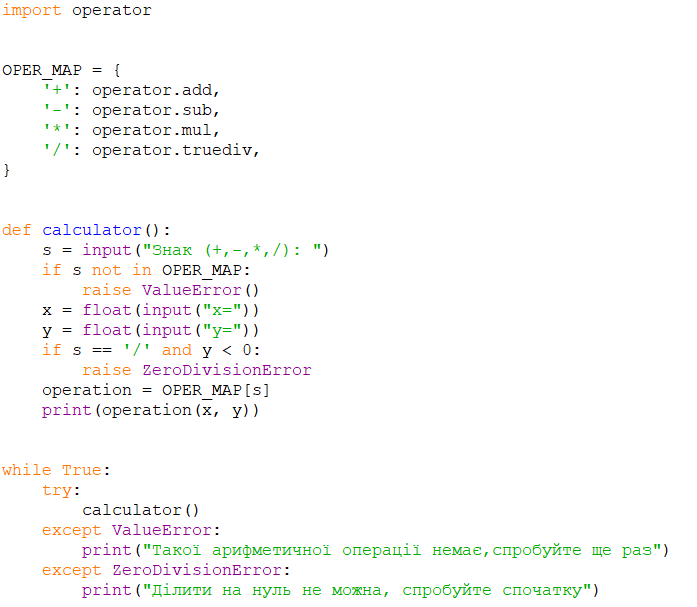 import operator
OPER_MAP = {
    '+': operator.add,
    '-': operator.sub,
    '*': operator.mul,
    '/': operator.truediv,
}
def calculator():
    s = input("Знак (+,-,*,/): ")
    if s not in OPER_MAP:
        raise ValueError()
    x = float(input("x="))
    y = float(input("y="))
    if s == '/' and y < 0:
        raise ZeroDivisionError
    operation = OPER_MAP[s]
    print(operation(x, y))
while True:
    try:
        calculator()
    except ValueError:
        print("Такої арифметичної операції немає,спробуйте ще раз")
    except ZeroDivisionError:
        print("Ділити на нуль не можна, спробуйте спочатку")